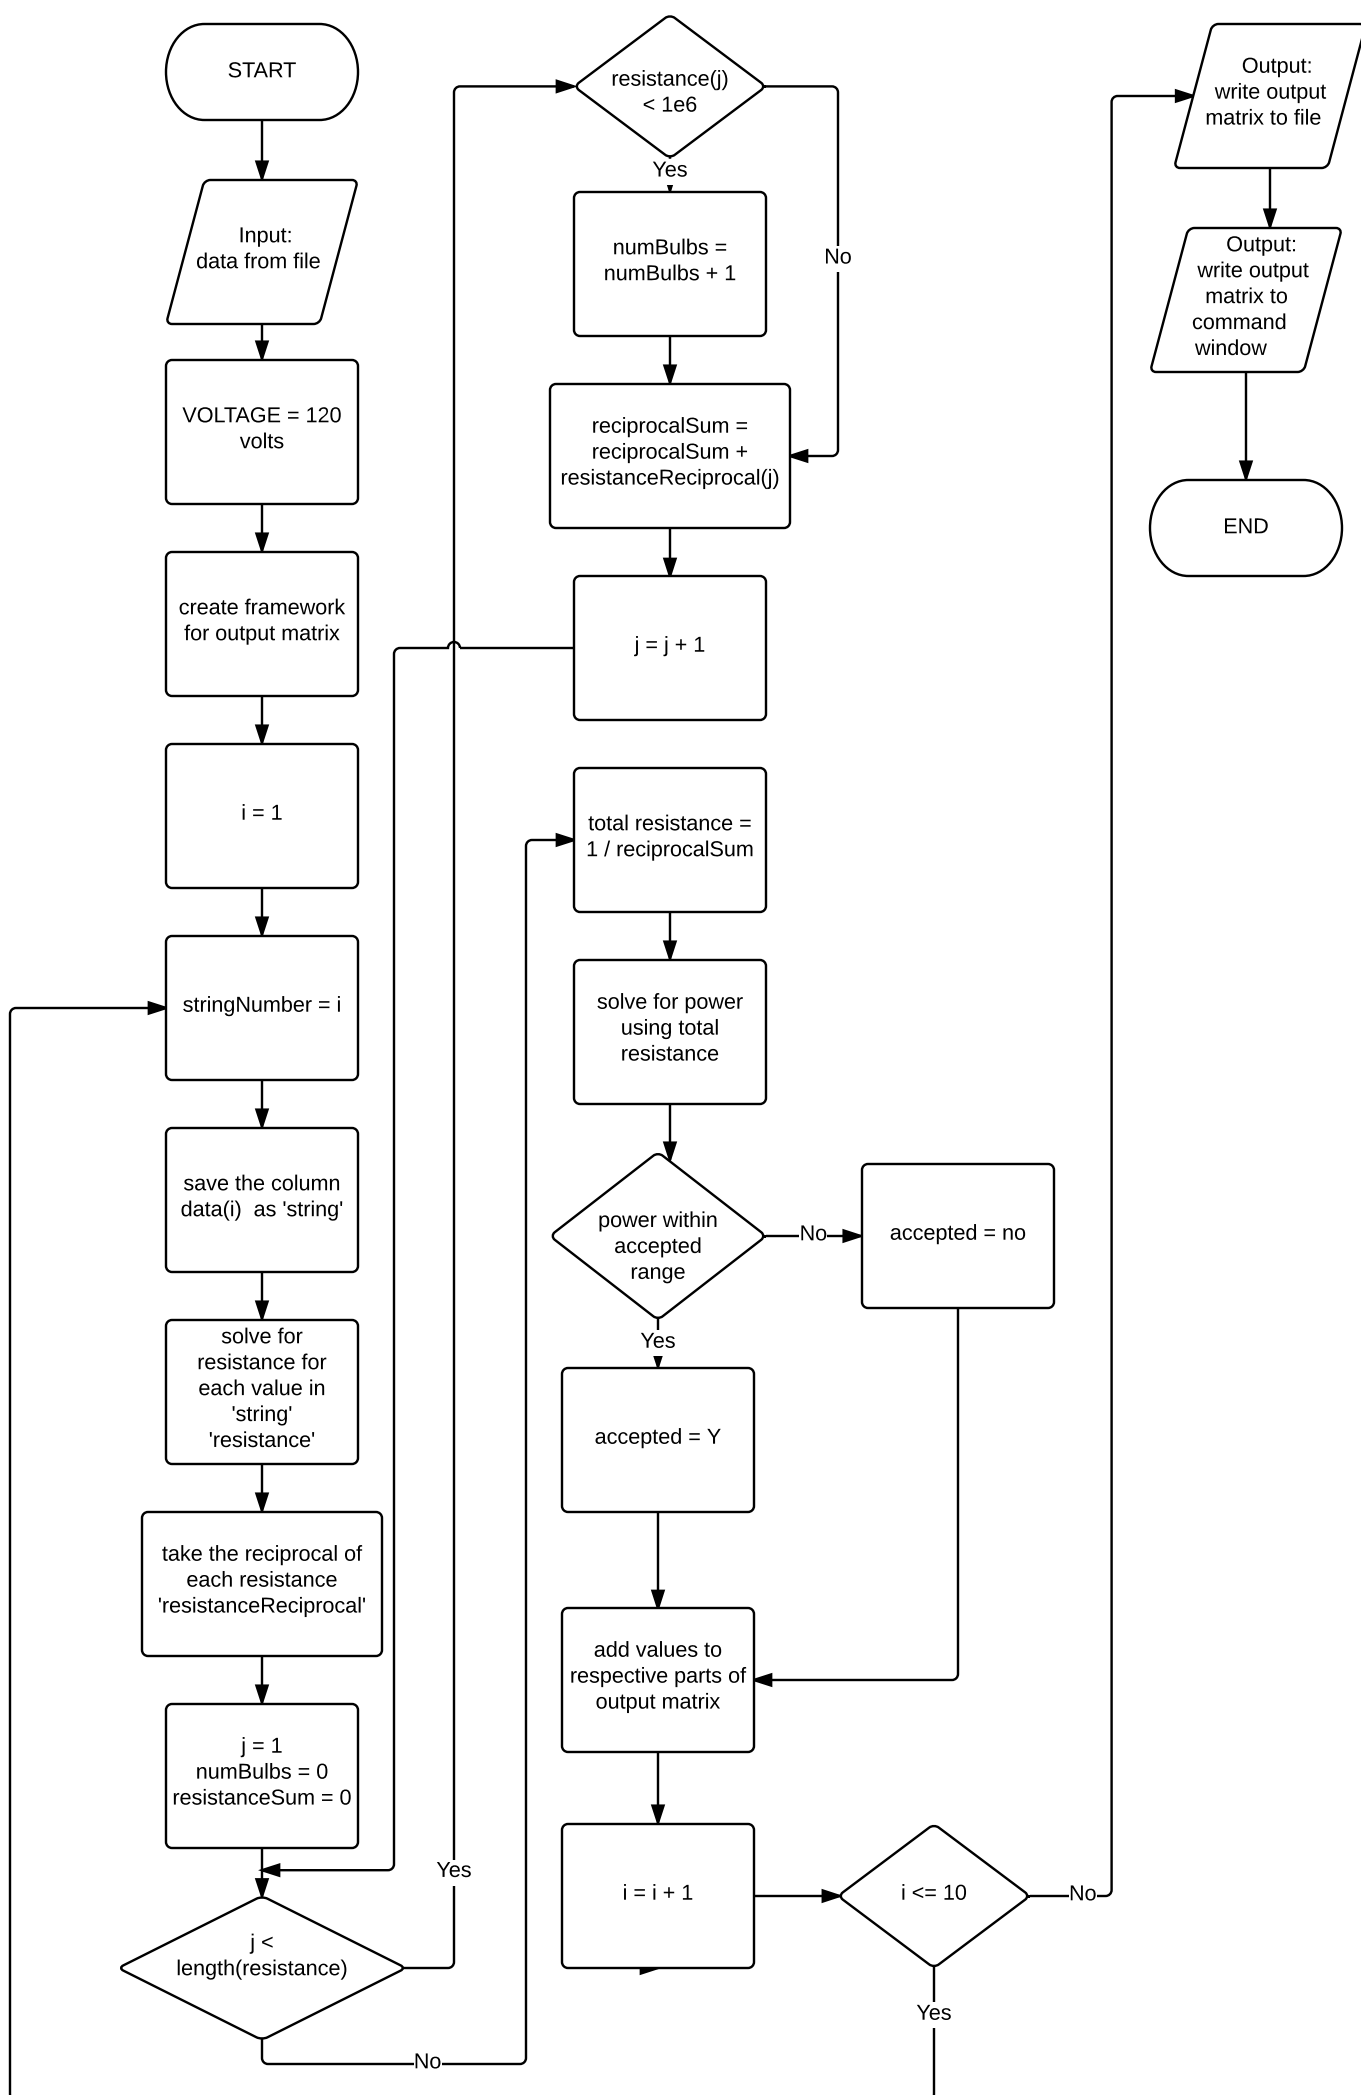 START
Input:
data from file
VOLTAGE = 120
volts
create framework
for output matrix
i = 1
stringNumber = i
save the column
data(i)  as 'string'
solve for
resistance for
each value in
'string'
'resistance'
take the reciprocal of
each resistance
'resistanceReciprocal'
j = 1
numBulbs = 0
resistanceSum = 0
j <
length(resistance)
Yes
No
resistance(j)
< 1e6
Yes
No
numBulbs =
numBulbs + 1
reciprocalSum =
reciprocalSum +
resistanceReciprocal(j)
j = j + 1
total resistance =
1 / reciprocalSum
solve for power
using total
resistance
power within
accepted
range
No
accepted = no
Yes
accepted = Y
add values to
respective parts of
output matrix
i = i + 1
i <= 10
No
Yes
Output:
write output
matrix to file
Output:
write output
matrix to
command
window
END